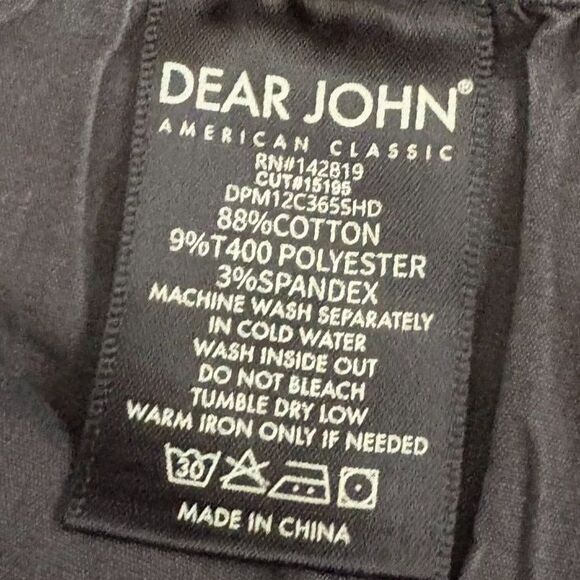 DEAR JOHN®
AMERICAN CLASSIC
RN#142819
CUT#15195
DPM12C365SHD
88%COTTON
9%T400 POLYESTER
3%SPANDEX
MACHINE WASH SEPARATELY
IN COLD WATER
WASH INSIDE OUT
DO NOT BLEACH
TUMBLE DRY LOW
WARM IRON ONLY IF NEEDED
30
MADE IN CHINA